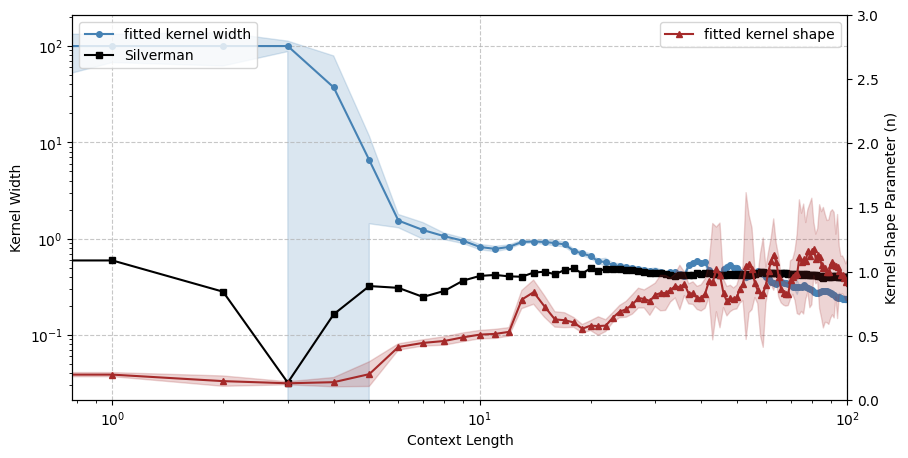 fitted kernel width
Silverman
fitted kernel shape
Kernel Width
10²
10¹
10⁰
10⁻¹
3.0
2.5
2.0
1.5
1.0
0.5
0.0
Kernel Shape Parameter (n)
10⁰
10¹
10²
Context Length